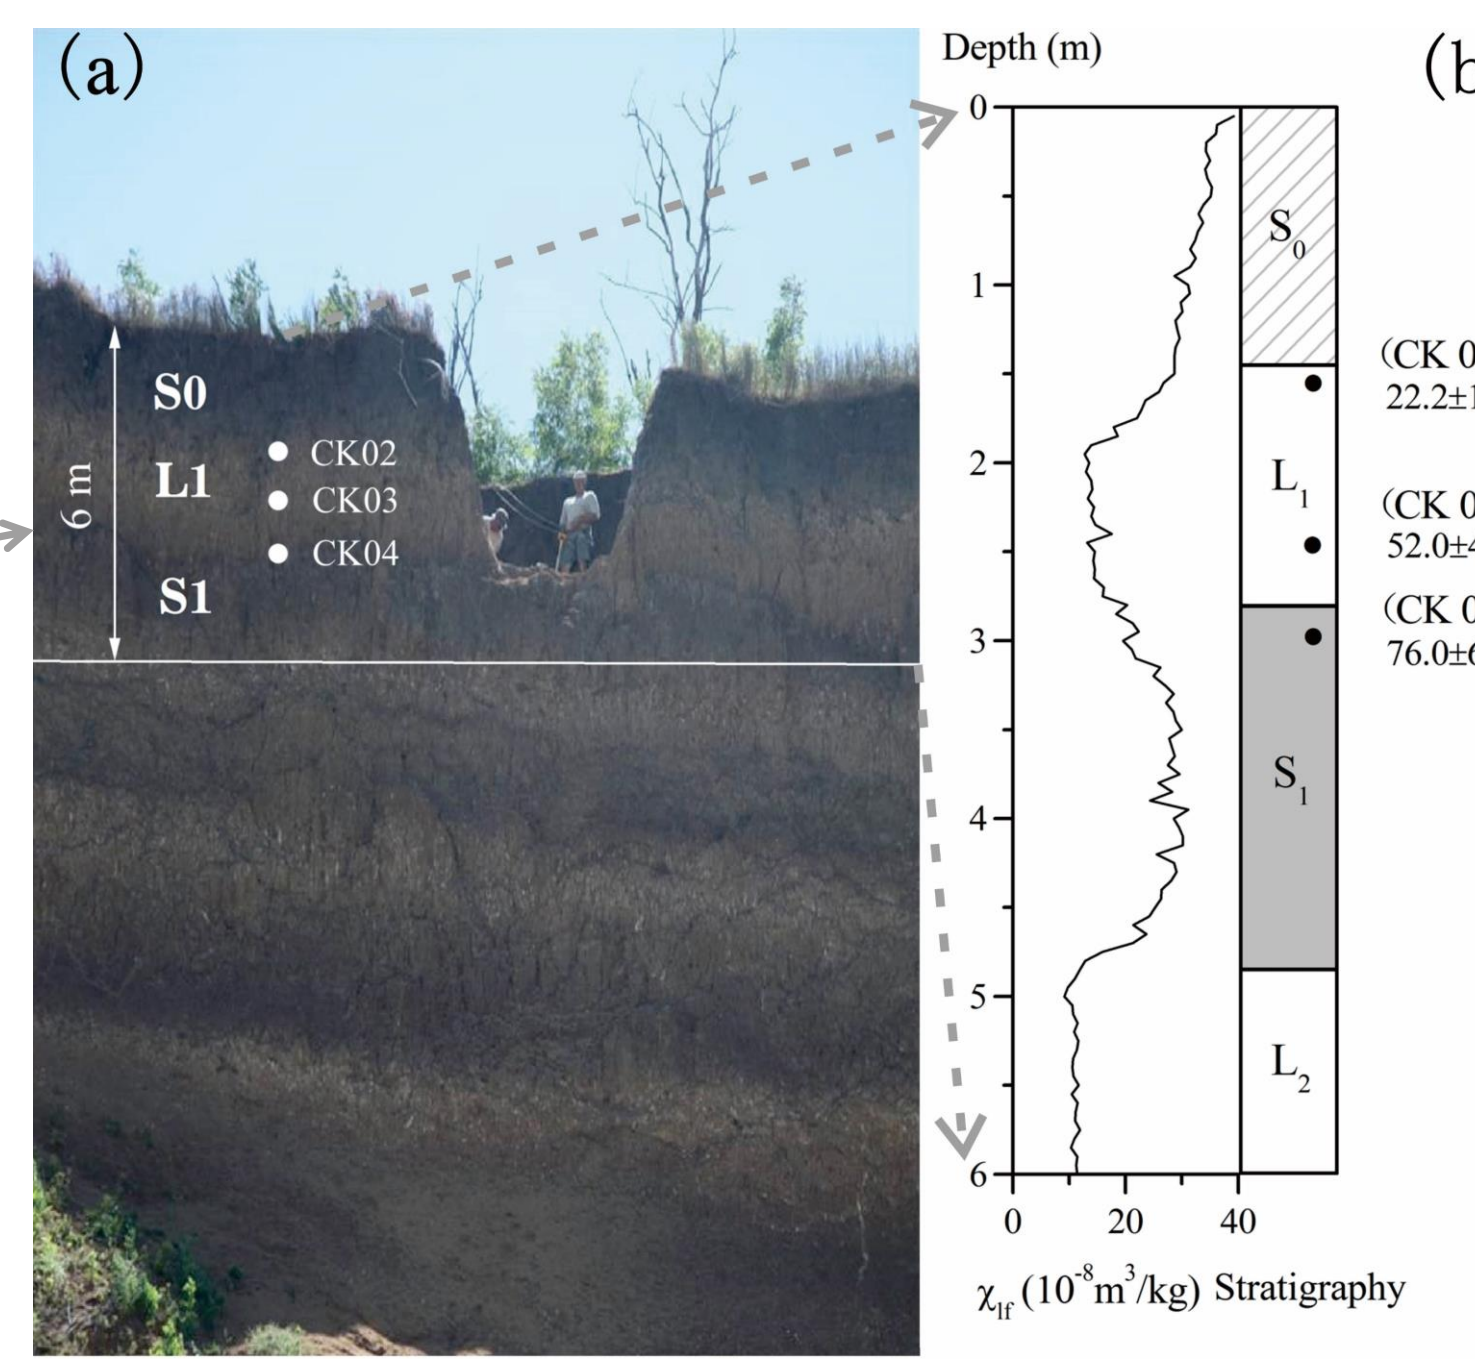 (a)
S0
L1
S1
6 m
CK02
CK03
CK04
Depth (m)
0
1
2
3
4
5
6
0 20 40
χlf (10-8m3/kg) Stratigraphy
S0
L1
S1
L2
(b
(CK 0
22.2±1
(CK 0
52.0±4
(CK 0
76.0±6